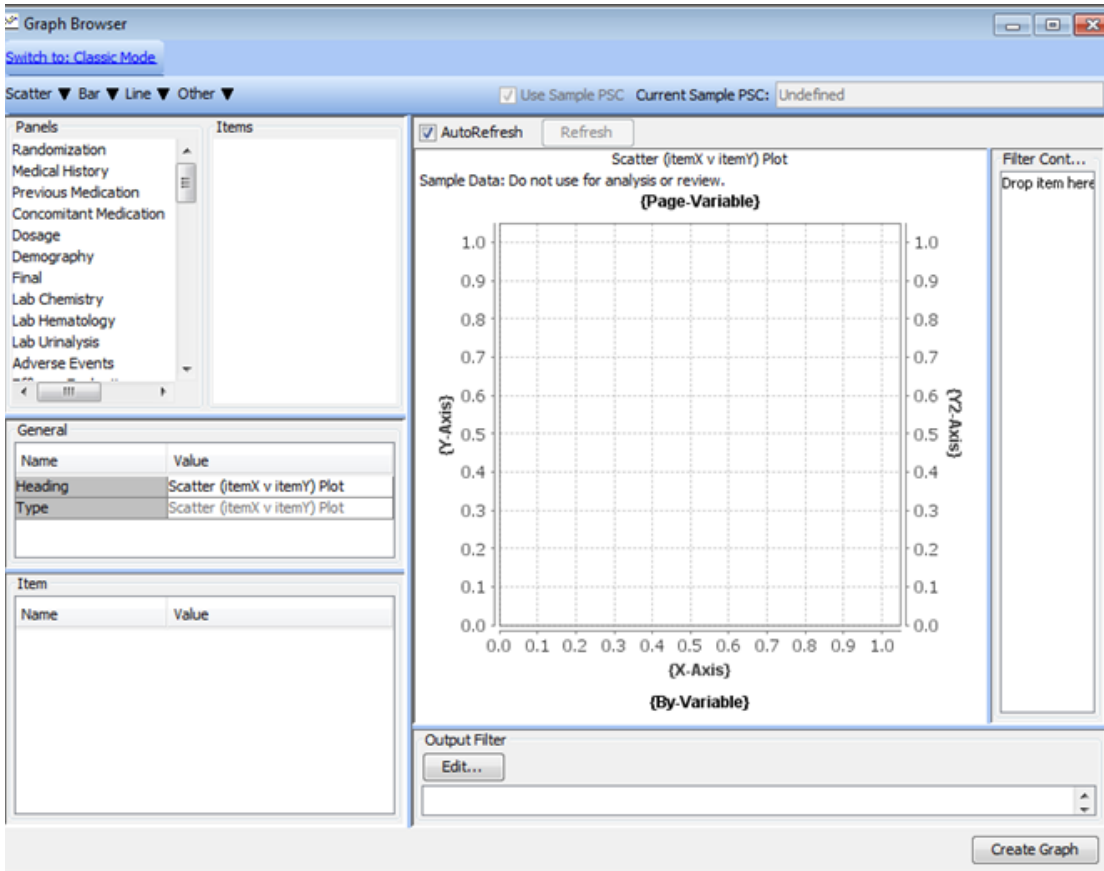 Graph Browser
Switch to: Classic Mode
Scatter ▼ Bar ▼ Line ▼ Other ▼
Use Sample PSC Current Sample PSC: Undefined
Panels
Randomization
Medical History
Previous Medication
Concomitant Medication
Dosage
Demography
Final
Lab Chemistry
Lab Hematology
Lab Urinalysis
Adverse Events
Items
General
Name Value
Heading Scatter (itemX v itemY) Plot
Type Scatter (itemX v itemY) Plot
Item
Name Value
AutoRefresh Refresh
Scatter (itemX v itemY) Plot
Sample Data: Do not use for analysis or review.
{Page-Variable}
1.0 1.0
0.9 0.9
0.8 0.8
0.7 0.7
0.6 0.6
0.5 0.5
0.4 0.4
0.3 0.3
0.2 0.2
0.1 0.1
0.0 0.0
{Y-Axis}
{Y2-Axis}
0.0 0.1 0.2 0.3 0.4 0.5 0.6 0.7 0.8 0.9 1.0
{X-Axis}
{By-Variable}
Filter Cont...
Drop item here
Output Filter
Edit...
Create Graph